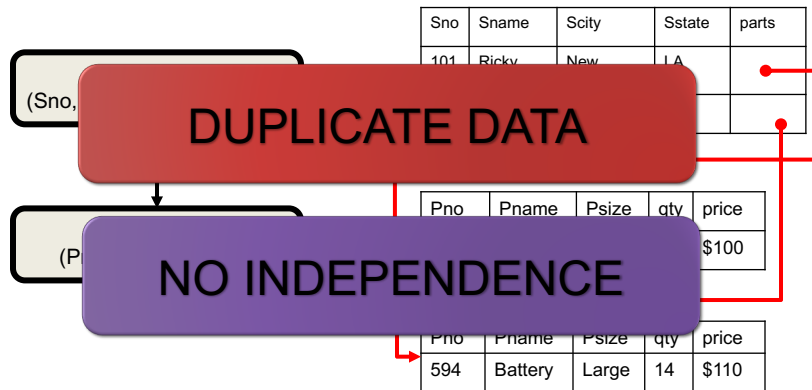 Sno Sname Scity Sstate parts
101 Ricky New LA
(Sno,
DUPLICATE DATA
Pno Pname Psize qty price
$100
(P
NO INDEPENDENCE
Pno Pname Psize qty price
594 Battery Large 14 $110